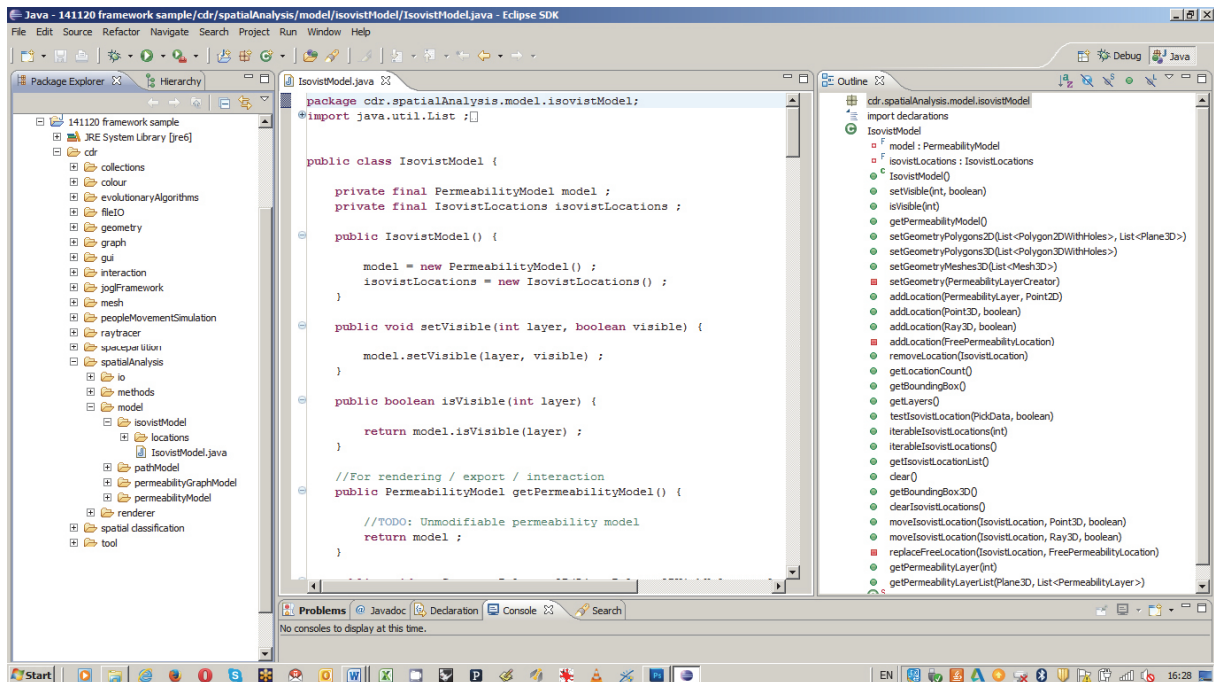 Java - 141120 framework sample/cdr/spatialAnalysis/model/isovistModel/IsovistModel.java - Eclipse SDK
File Edit Source Refactor Navigate Search Project Run Window Help
Debug Java
Package Explorer Hierarchy
141120 framework sample
JRE System Library [jre6]
cdr
collections
colour
evolutionaryAlgorithms
fileIO
geometry
graph
gui
interaction
joglFramework
mesh
peopleMovementSimulation
raytracer
spacepartition
spatialAnalysis
io
methods
model
isovistModel
locations
IsovistModel.java
pathModel
permeabilityGraphModel
permeabilityModel
renderer
spatial classification
tool
IsovistModel.java
package cdr.spatialAnalysis.model.isovistModel;
import java.util.List ;
public class IsovistModel {
private final PermeabilityModel model ;
private final IsovistLocations isovistLocations ;
public IsovistModel() {
model = new PermeabilityModel() ;
isovistLocations = new IsovistLocations() ;
}
public void setVisible(int layer, boolean visible) {
model.setVisible(layer, visible) ;
}
public boolean isVisible(int layer) {
return model.isVisible(layer) ;
}
//For rendering / export / interaction
public PermeabilityModel getPermeabilityModel() {
//TODO: Unmodifiable permeability model
return model ;
}
Outline
cdr.spatialAnalysis.model.isovistModel
import declarations
IsovistModel
model : PermeabilityModel
isovistLocations : IsovistLocations
IsovistModel()
setVisible(int, boolean)
isVisible(int)
getPermeabilityModel()
setGeometryPolygons2D(List<Polygon2DWithHoles>, List<Plane3D>)
setGeometryPolygons3D(List<Polygon3DWithHoles>)
setGeometryMeshes3D(List<Mesh3D>)
setGeometry(PermeabilityLayerCreator)
addLocation(PermeabilityLayer, Point2D)
addLocation(Point3D, boolean)
addLocation(Ray3D, boolean)
addLocation(FreePermeabilityLocation)
removeLocation(IsovistLocation)
getLocationCount()
getBoundingBox()
getLayers()
testIsovistLocation(PickData, boolean)
iterableIsovistLocations(int)
iterableIsovistLocations()
getIsovistLocationList()
clear()
getBoundingBox3D()
clearIsovistLocations()
moveIsovistLocation(IsovistLocation, Point3D, boolean)
moveIsovistLocation(IsovistLocation, Ray3D, boolean)
replaceFreeLocation(IsovistLocation, FreePermeabilityLocation)
getPermeabilityLayer(int)
getPermeabilityLayerList(Plane3D, List<PermeabilityLayer>)
Problems Javadoc Declaration Console Search
No consoles to display at this time.
Start EN 16:28